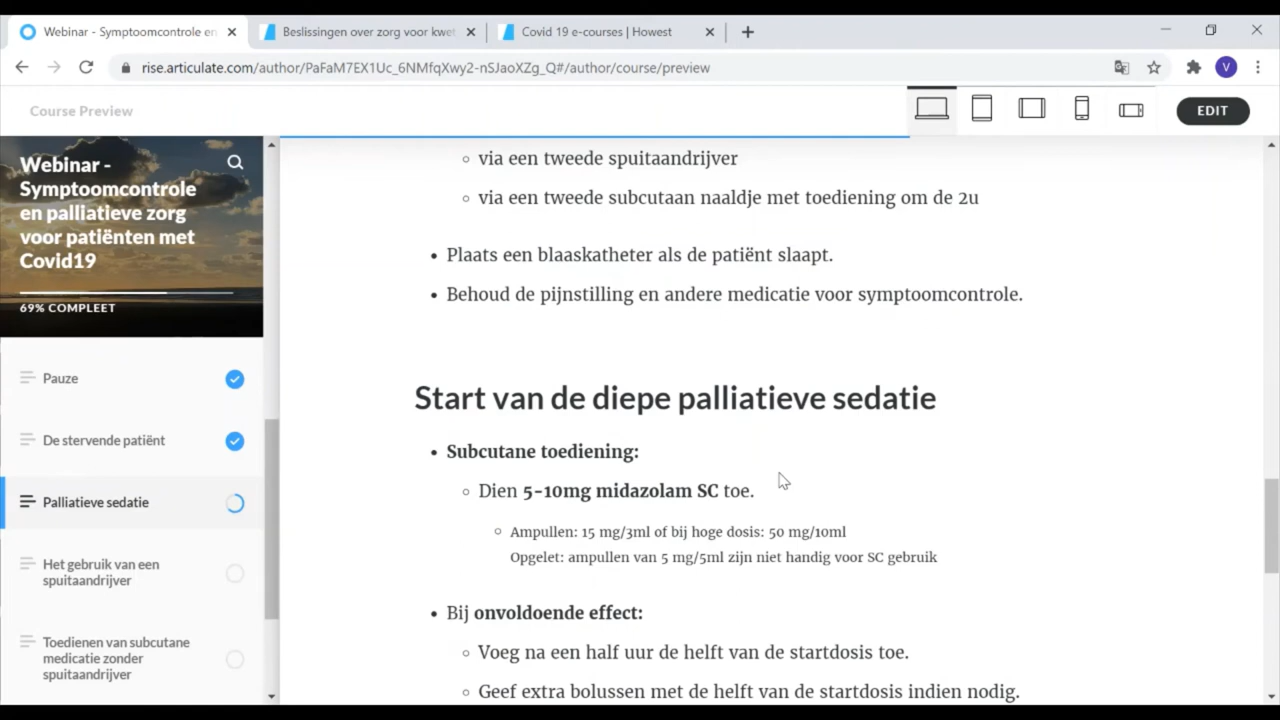 Webinar - Symptoomcontrole en
Beslissingen over zorg voor kwet
Covid 19 e-courses | Howest
rise.articulate.com/author/PaFaM7EX1Uc_6NMfqXwy2-nSJaoXZg_Q#/author/course/preview
V
Course Preview
EDIT
Webinar -
Symptoomcontrole
en palliatieve zorg
voor patiënten met
Covid19
69% COMPLEET
Pauze
De stervende patiënt
Palliatieve sedatie
Het gebruik van een
spuitaandrijver
Toedienen van subcutane
medicatie zonder
spuitaandrijver
via een tweede spuitaandrijver
via een tweede subcutaan naaldje met toediening om de 2u
Plaats een blaaskatheter als de patiënt slaapt.
Behoud de pijnstilling en andere medicatie voor symptoomcontrole.
Start van de diepe palliatieve sedatie
Subcutane toediening:
Dien 5-10mg midazolam SC toe.
Ampullen: 15 mg/3ml of bij hoge dosis: 50 mg/10ml
Opgelet: ampullen van 5 mg/5ml zijn niet handig voor SC gebruik
Bij onvoldoende effect:
Voeg na een half uur de helft van de startdosis toe.
Geef extra bolussen met de helft van de startdosis indien nodig.